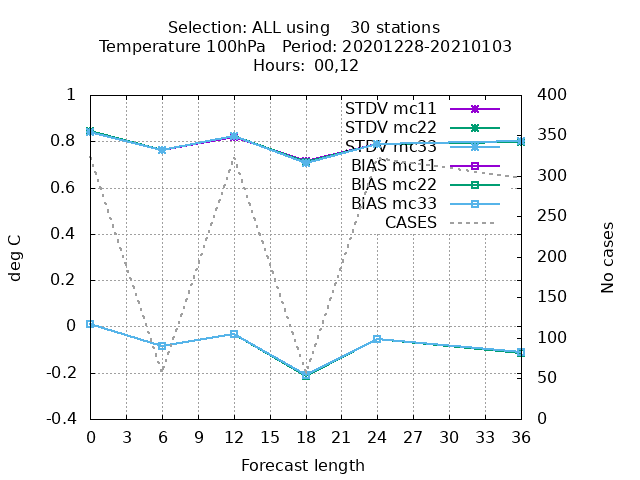 Selection: ALL using    30 stations
Temperature 100hPa   Period: 20201228-20210103
Hours:  00,12
STDV mc11
STDV mc22
STDV mc33
BIAS mc11
BIAS mc22
BIAS mc33
CASES
1
0.8
0.6
0.4
0.2
0
-0.2
-0.4
deg C
400
350
300
250
200
150
100
50
0
No cases
0 3 6 9 12 15 18 21 24 27 30 33 36
Forecast length